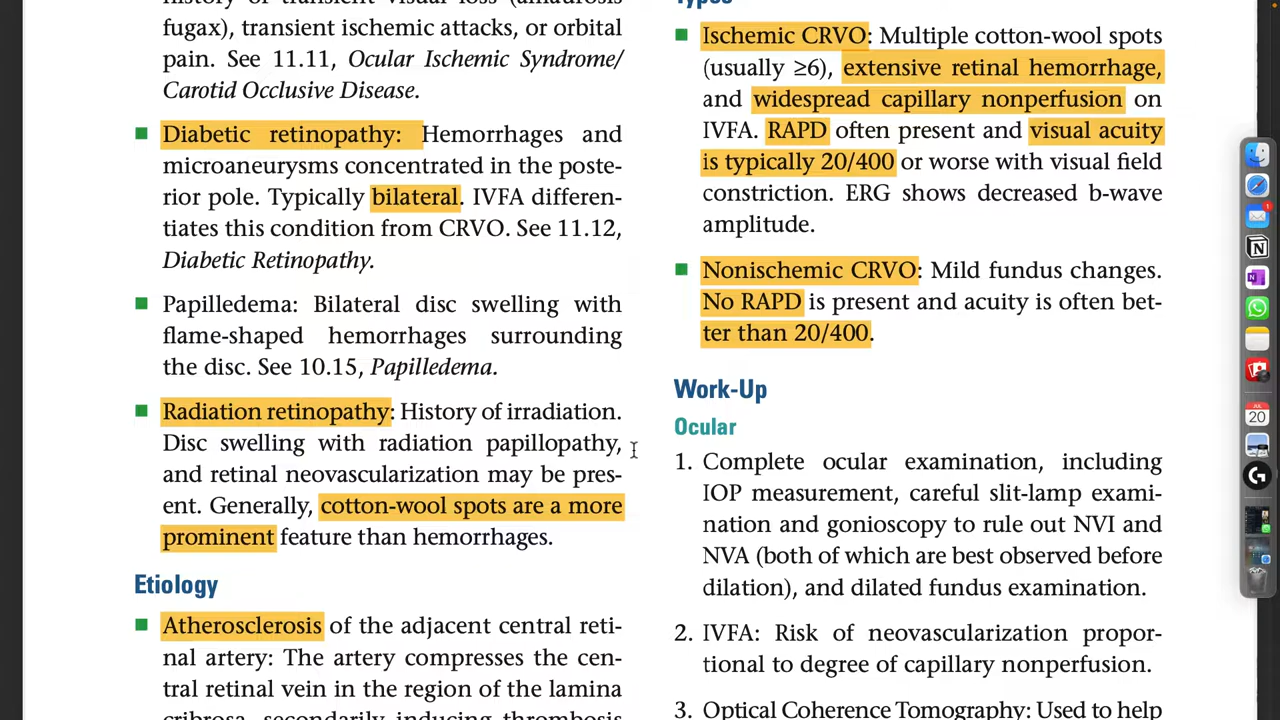 history of transient visual loss (amaurosis
fugax), transient ischemic attacks, or orbital
pain. See 11.11, Ocular Ischemic Syndrome/
Carotid Occlusive Disease.
Diabetic retinopathy: Hemorrhages and
microaneurysms concentrated in the poste-
rior pole. Typically bilateral. IVFA differen-
tiates this condition from CRVO. See 11.12,
Diabetic Retinopathy.
Papilledema: Bilateral disc swelling with
flame-shaped hemorrhages surrounding
the disc. See 10.15, Papilledema.
Radiation retinopathy: History of irradiation.
Disc swelling with radiation papillopathy,
and retinal neovascularization may be pres-
ent. Generally, cotton-wool spots are a more
prominent feature than hemorrhages.
Etiology
Atherosclerosis of the adjacent central reti-
nal artery: The artery compresses the cen-
tral retinal vein in the region of the lamina
cribrosa, secondarily inducing thrombosis
Types
Ischemic CRVO: Multiple cotton-wool spots
(usually ≥6), extensive retinal hemorrhage,
and widespread capillary nonperfusion on
IVFA. RAPD often present and visual acuity
is typically 20/400 or worse with visual field
constriction. ERG shows decreased b-wave
amplitude.
Nonischemic CRVO: Mild fundus changes.
No RAPD is present and acuity is often bet-
ter than 20/400.
Work-Up
Ocular
1. Complete ocular examination, including
IOP measurement, careful slit-lamp exami-
nation and gonioscopy to rule out NVI and
NVA (both of which are best observed before
dilation), and dilated fundus examination.
2. IVFA: Risk of neovascularization propor-
tional to degree of capillary nonperfusion.
3. Optical Coherence Tomography: Used to help
1
JUL
20